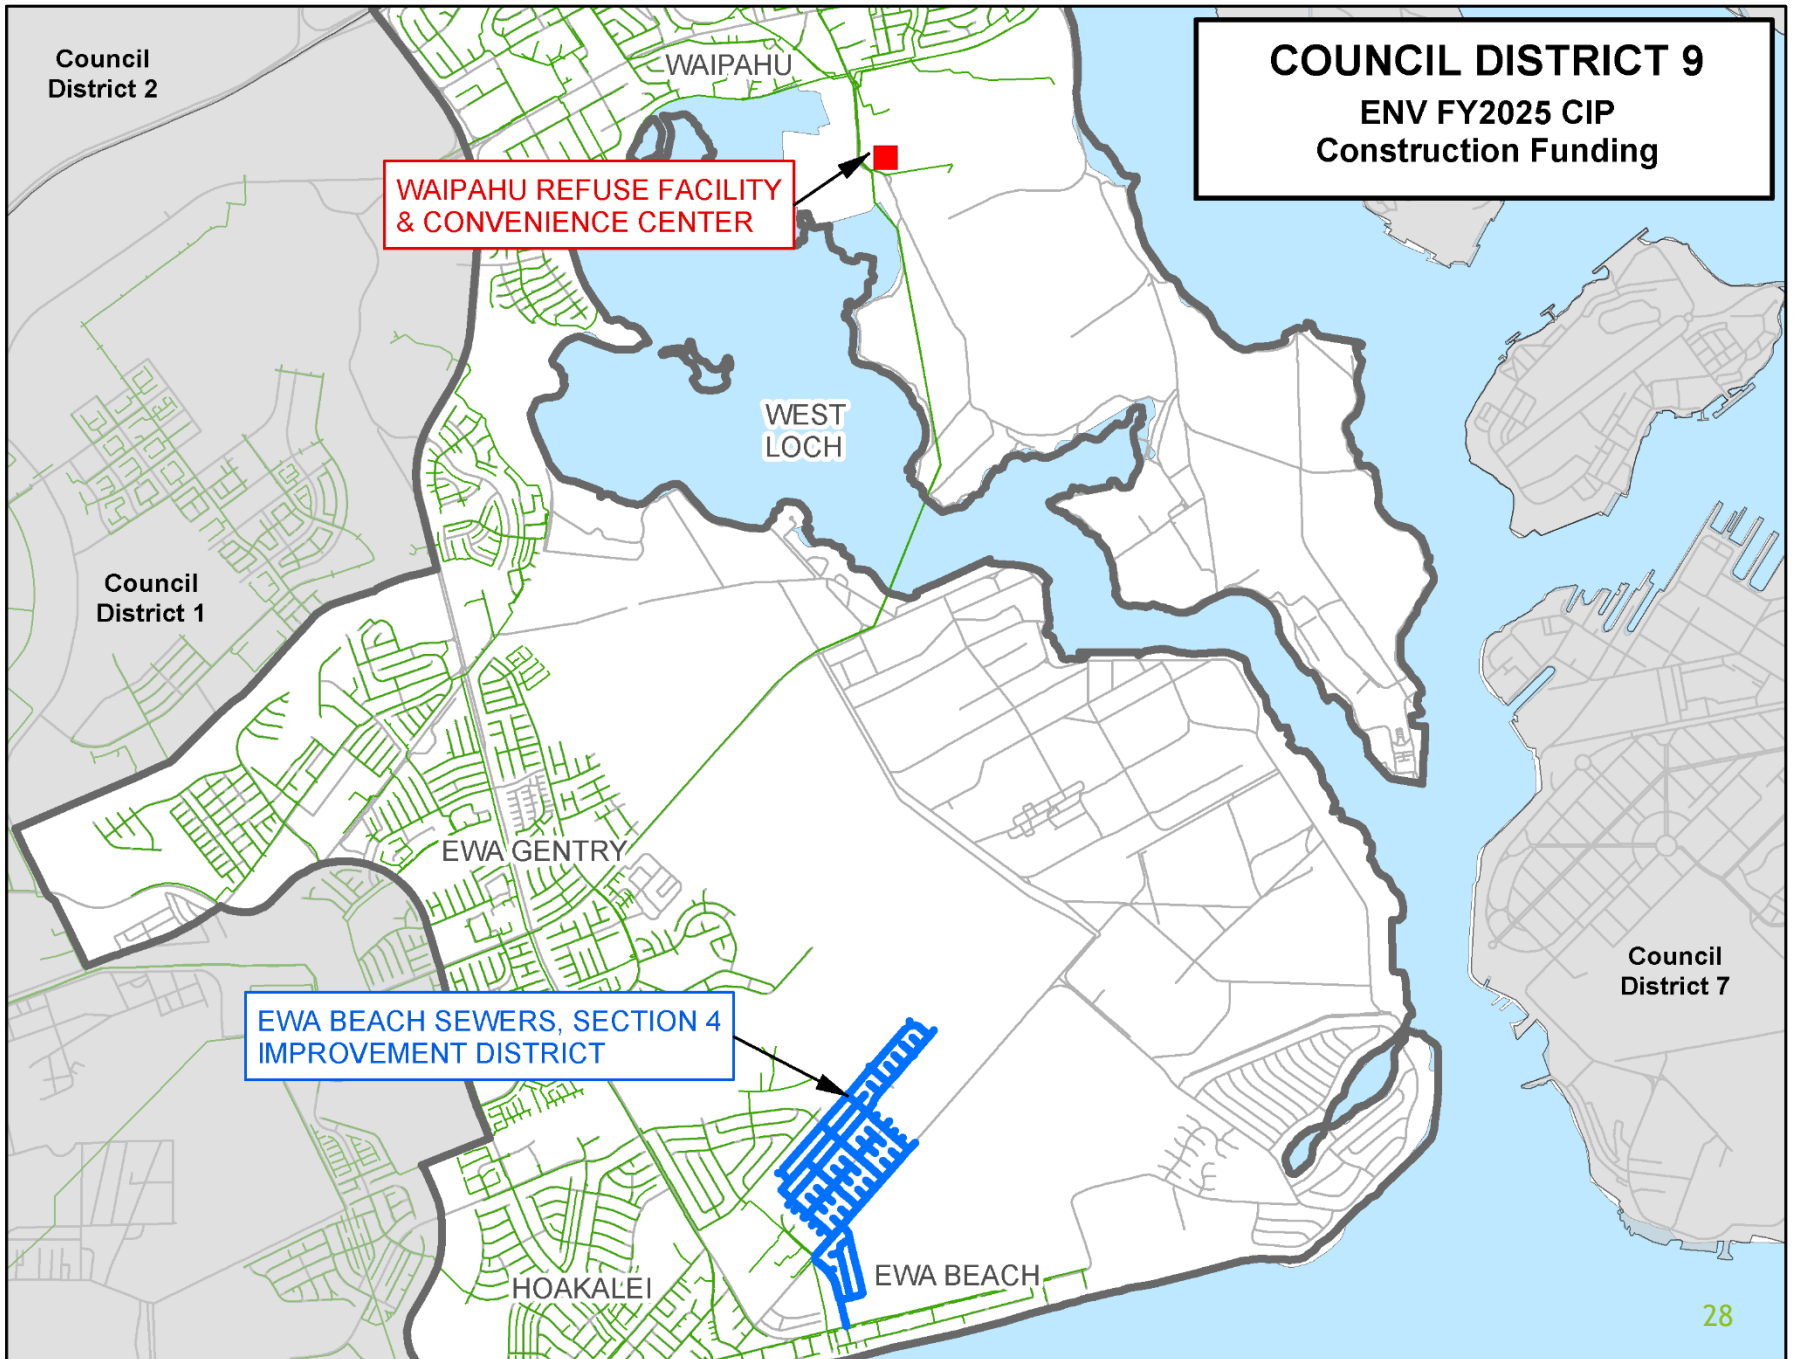 COUNCIL DISTRICT 9
ENV FY2025 CIP
Construction Funding
Council
District 2
WAIPAHU
WAIPAHU REFUSE FACILITY
& CONVENIENCE CENTER
WEST
LOCH
Council
District 1
EWA GENTRY
Council
District 7
EWA BEACH SEWERS, SECTION 4
IMPROVEMENT DISTRICT
HOAKALEI
EWA BEACH
28